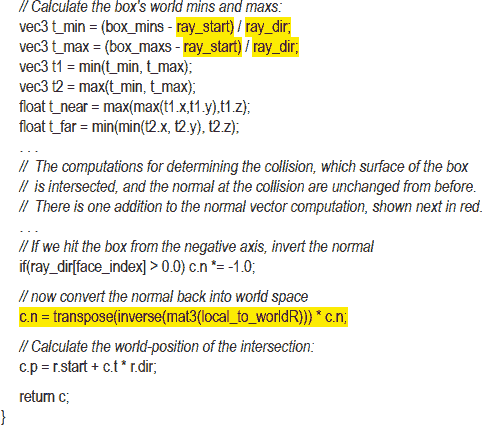 // Calculate the box's world mins and maxs:
vec3 t_min = (box_mins - ray_start) / ray_dir;
vec3 t_max = (box_maxs - ray_start) / ray_dir;
vec3 t1 = min(t_min, t_max);
vec3 t2 = max(t_min, t_max);
float t_near = max(max(t1.x,t1.y),t1.z);
float t_far = min(min(t2.x, t2.y), t2.z);
. . .
// The computations for determining the collision, which surface of the box
// is intersected, and the normal at the collision are unchanged from before.
// There is one addition to the normal vector computation, shown next in red.
. . .
// If we hit the box from the negative axis, invert the normal
if(ray_dir[face_index] > 0.0) c.n *= -1.0;
// now convert the normal back into world space
c.n = transpose(inverse(mat3(local_to_worldR))) * c.n;
// Calculate the world-position of the intersection:
c.p = r.start + c.t * r.dir;
return c;
}